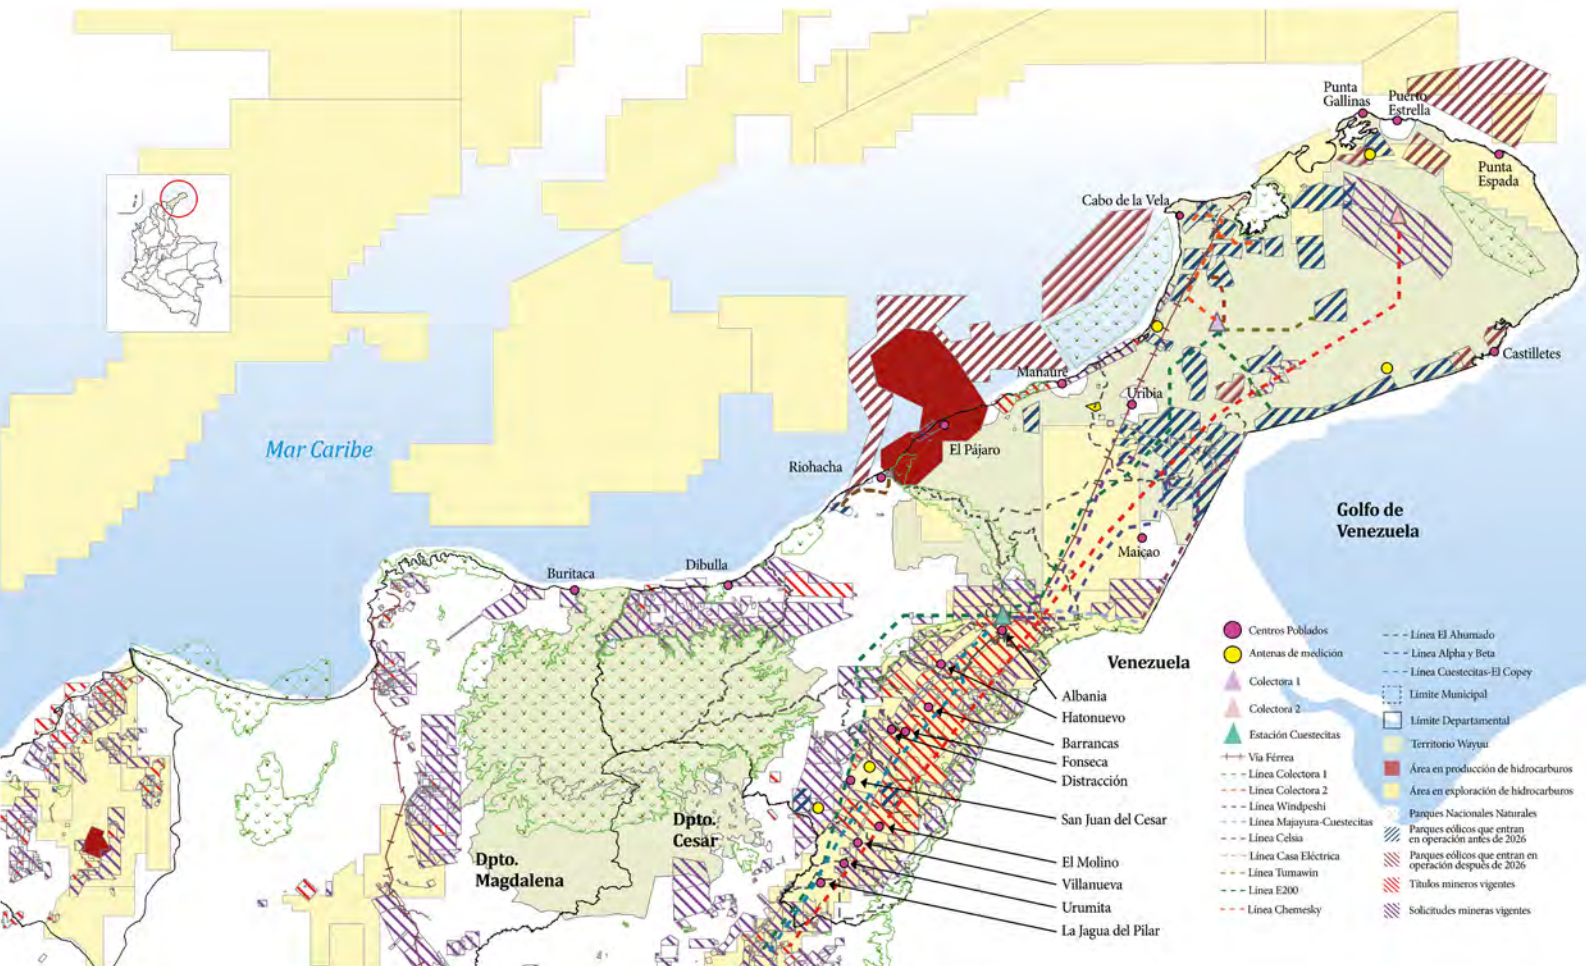 Punta
Gallinas
Puerto
Estrella
Punta
Espada
Cabo de la Vela
Castilletes
Manaure
Uribia
Mar Caribe
El Pájaro
Riohacha
Golfo de
Venezuela
Maicao
Dibulla
Buritaca
Venezuela
Albania
Hatonuevo
Barrancas
Fonseca
Distracción
San Juan del Cesar
El Molino
Villanueva
Urumita
La Jagua del Pilar
Dpto.
Cesar
Dpto.
Magdalena
Centros Poblados
Antenas de medición
Colectora 1
Colectora 2
Estación Cuestecitas
Vía Férrea
Línea Colectora 1
Línea Colectora 2
Línea Windpeshi
Línea Majayura-Cuestecitas
Línea Celsia
Línea Casa Eléctrica
Línea Tumawin
Línea E200
Línea Chemesky
Línea El Ahumado
Línea Alpha y Beta
Línea Cuestecitas-El Copey
Límite Municipal
Límite Departamental
Territorio Wayuu
Área en producción de hidrocarburos
Área en exploración de hidrocarburos
Parques Nacionales Naturales
Parques eólicos que entran
en operación antes de 2026
Parques eólicos que entran en
operación después de 2026
Títulos mineros vigentes
Solicitudes mineras vigentes